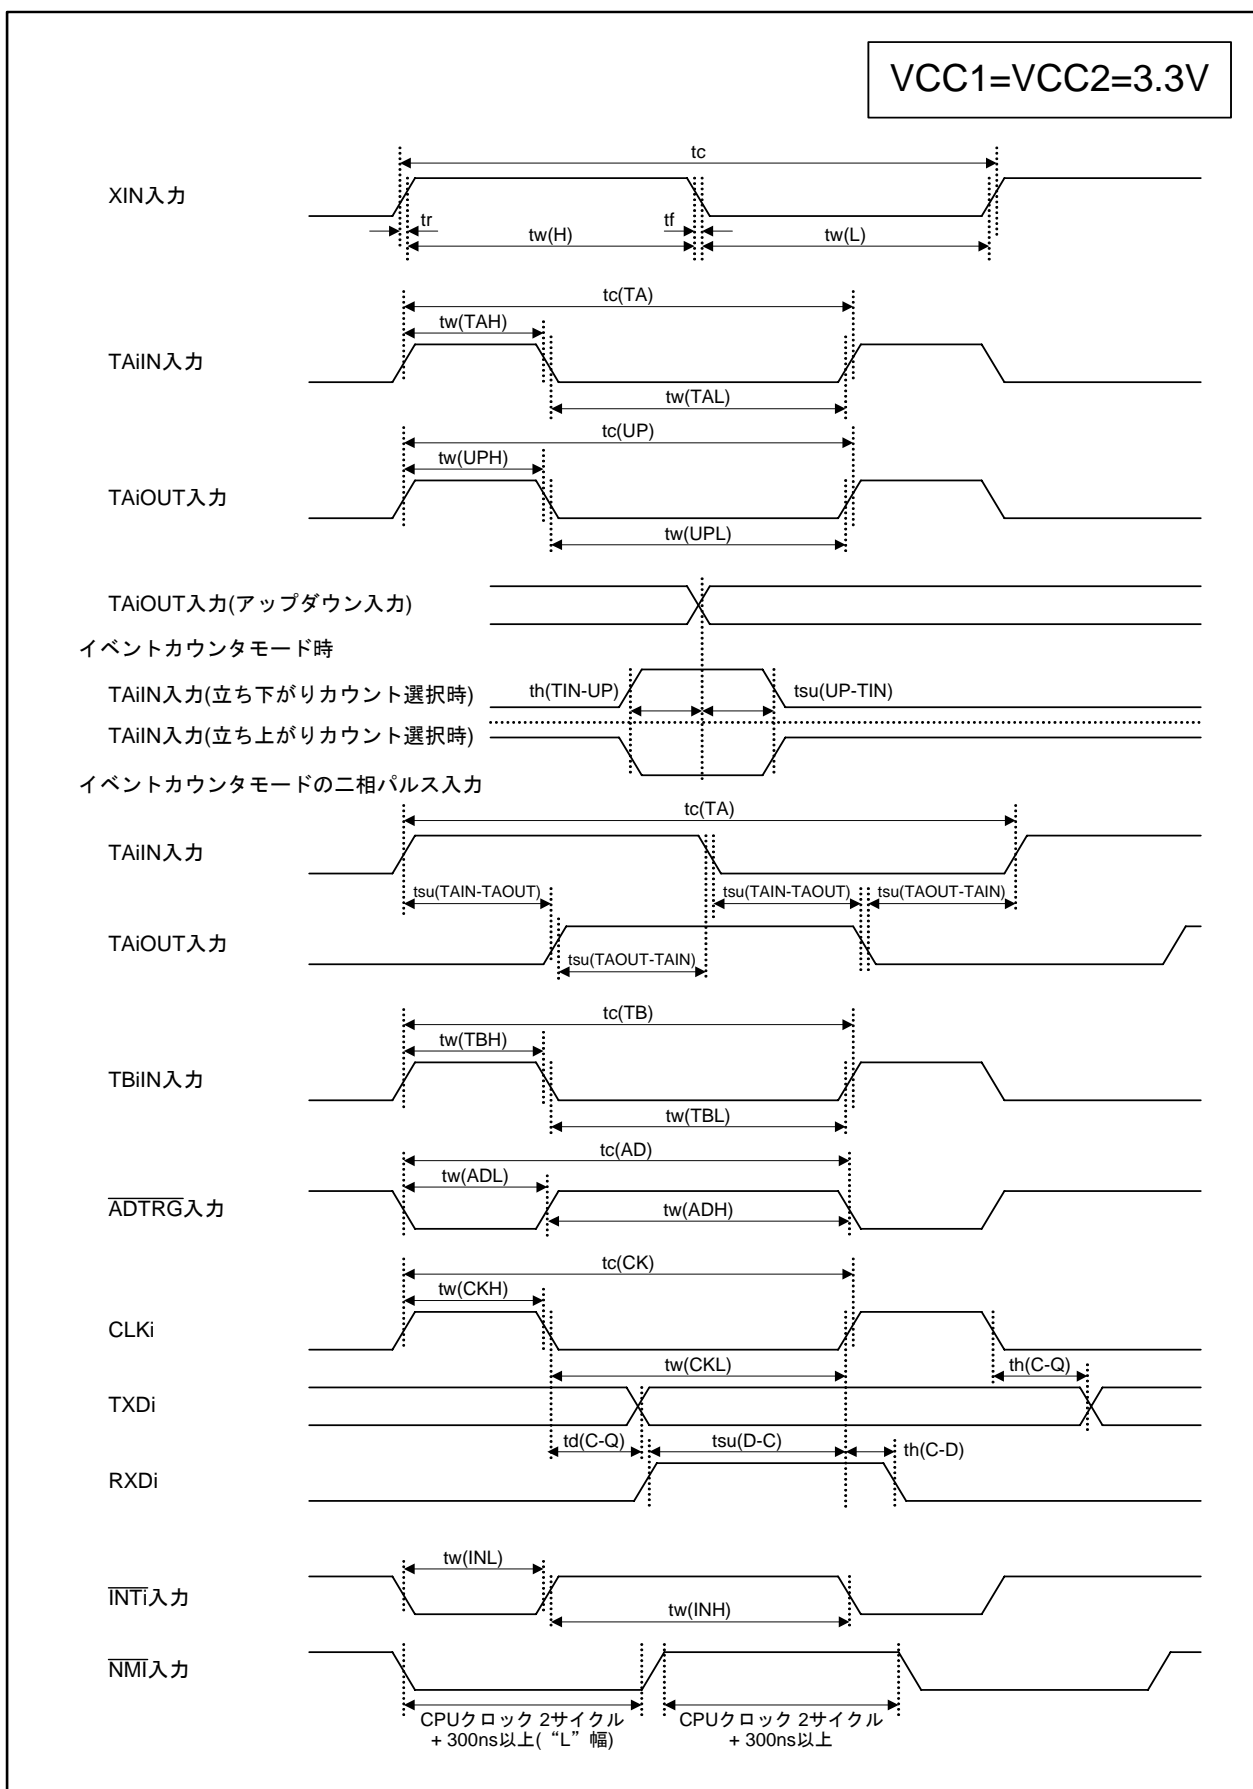 VCC1=VCC2=3.3V
tc
XIN入力
tr
tf
tw(H)
tw(L)
tc(TA)
tw(TAH)
TAiIN入力
tw(TAL)
tc(UP)
tw(UPH)
TAiOUT入力
tw(UPL)
TAiOUT入力(アップダウン入力)
イベントカウンタモード時
TAiIN入力(立ち下がりカウント選択時)
th(TIN-UP)
tsu(UP-TIN)
TAiIN入力(立ち上がりカウント選択時)
イベントカウンタモードの二相パルス入力
tc(TA)
TAiIN入力
tsu(TAIN-TAOUT)
tsu(TAIN-TAOUT)
tsu(TAOUT-TAIN)
TAiOUT入力
tsu(TAOUT-TAIN)
tc(TB)
tw(TBH)
TBiIN入力
tw(TBL)
tc(AD)
tw(ADL)
ADTRG入力
tw(ADH)
tc(CK)
tw(CKH)
CLKi
tw(CKL)
th(C-Q)
TXDi
td(C-Q)
tsu(D-C)
th(C-D)
RXDi
tw(INL)
INTi入力
tw(INH)
NMI入力
CPUクロック 2サイクル
+ 300ns以上(“L”幅)
CPUクロック 2サイクル
+ 300ns以上